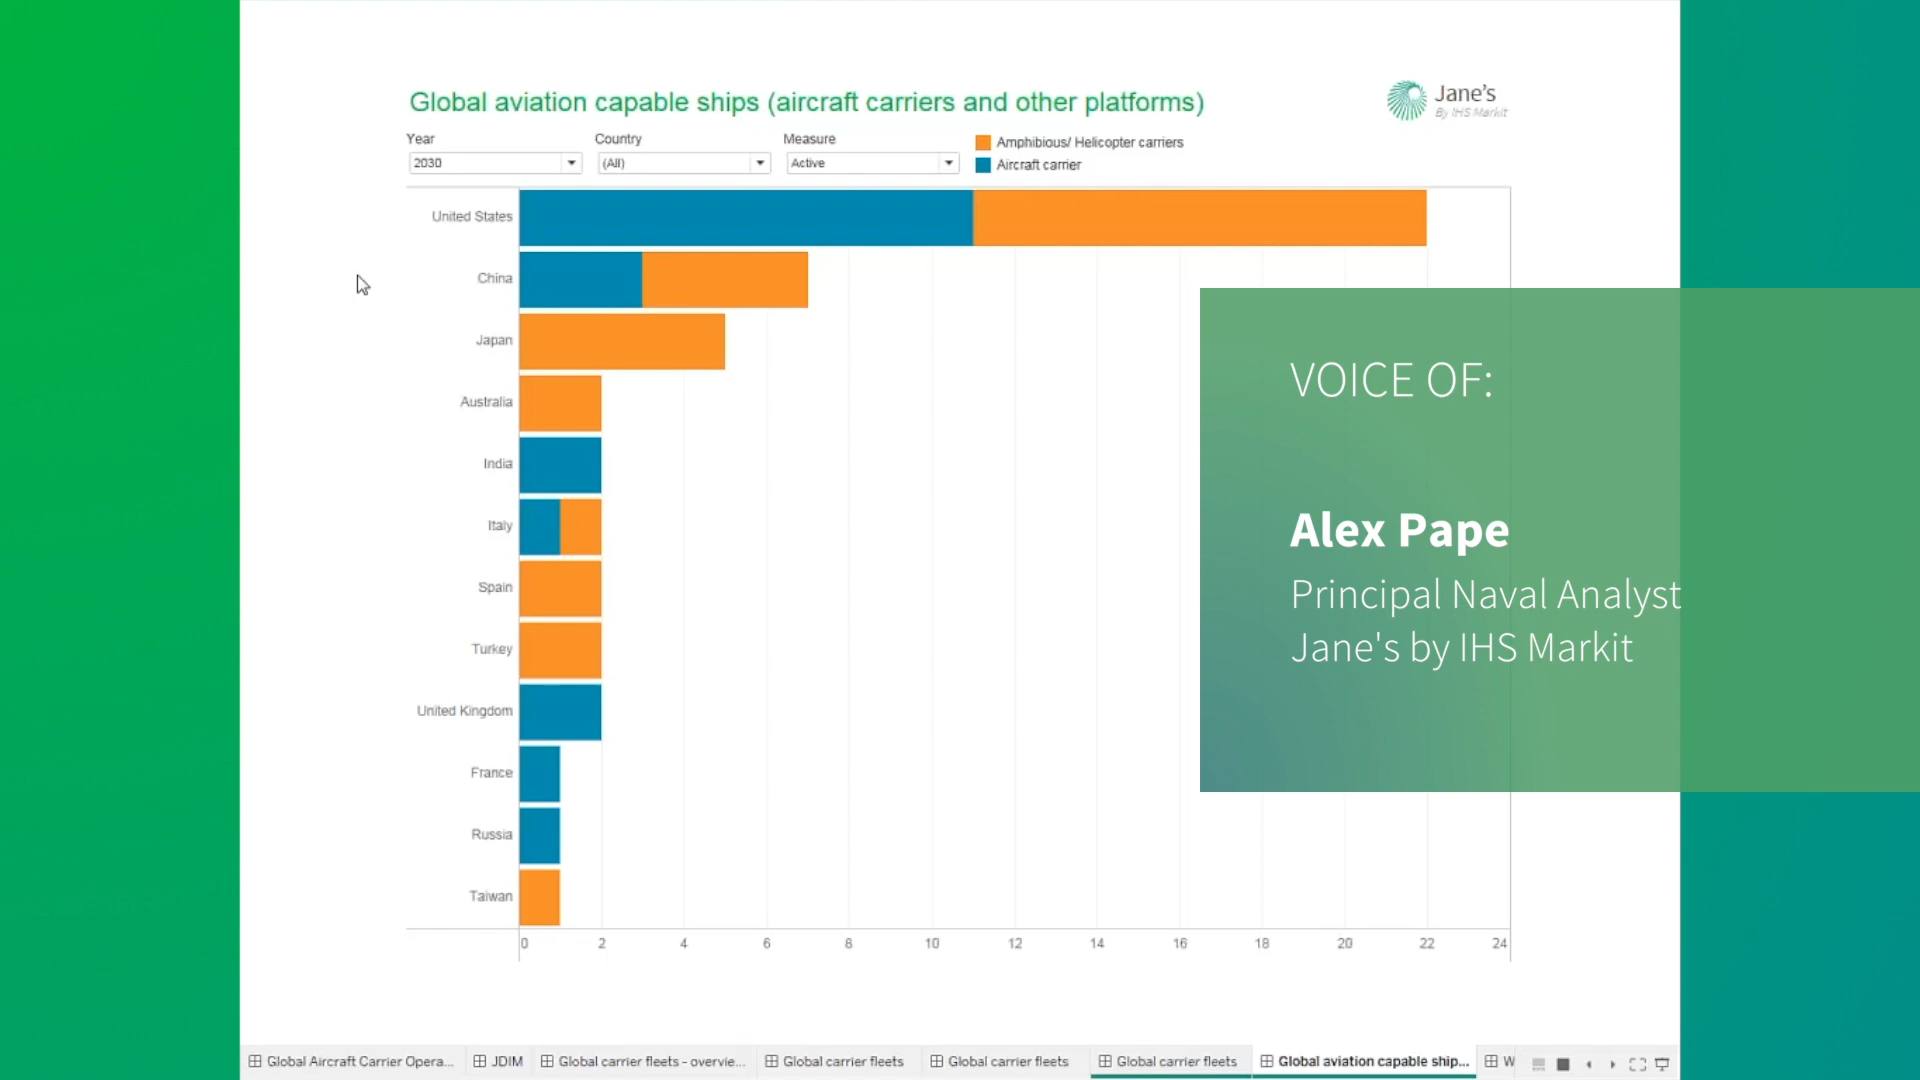 Global aviation capable ships (aircraft carriers and other platforms)
Jane's
By IHS Markit
Year
Country
Measure
2030
(All)
Active
Amphibious/ Helicopter carriers
Aircraft carrier
United States
China
Japan
Australia
India
Italy
Spain
Turkey
United Kingdom
France
Russia
Taiwan
0 2 4 6 8 10 12 14 16 18 20 22 24
VOICE OF:
Alex Pape
Principal Naval Analyst
Jane's by IHS Markit
Global Aircraft Carrier Opera... JDIM Global carrier fleets - overvie... Global carrier fleets Global carrier fleets Global carrier fleets Global aviation capable ship... W